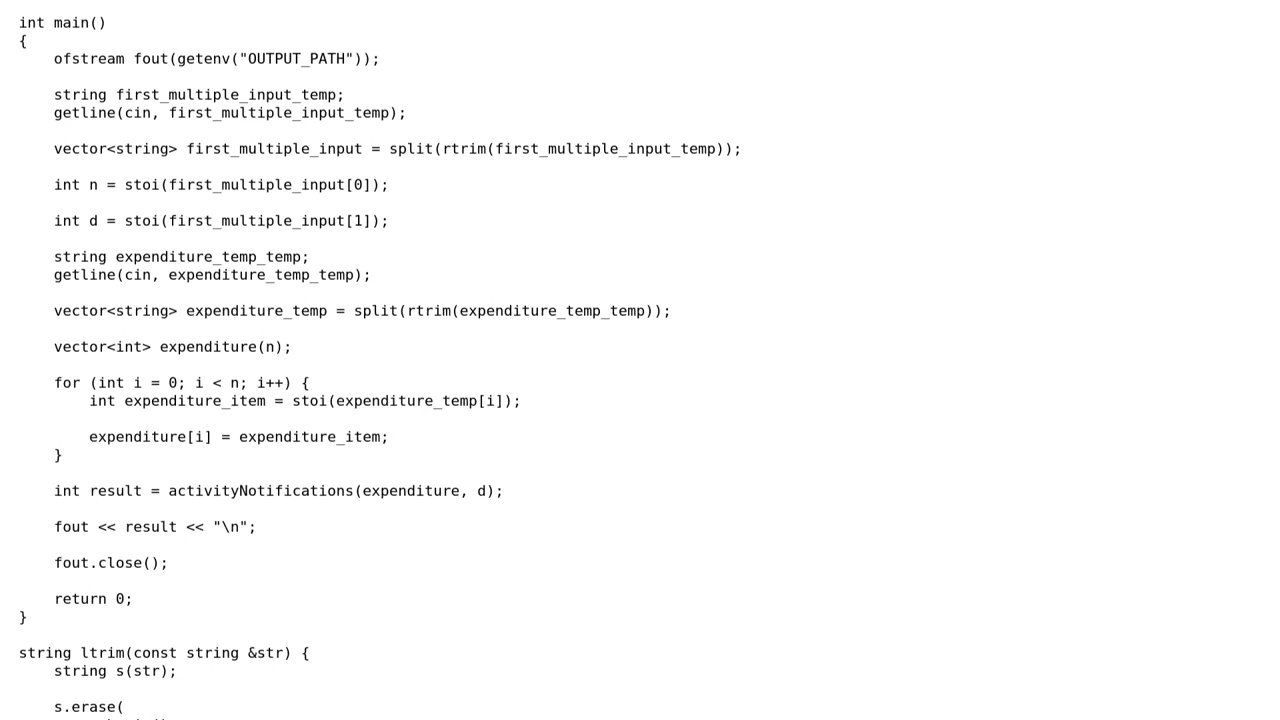 int main()
{
    ofstream fout(getenv("OUTPUT_PATH"));
    string first_multiple_input_temp;
    getline(cin, first_multiple_input_temp);
    vector<string> first_multiple_input = split(rtrim(first_multiple_input_temp));
    int n = stoi(first_multiple_input[0]);
    int d = stoi(first_multiple_input[1]);
    string expenditure_temp_temp;
    getline(cin, expenditure_temp_temp);
    vector<string> expenditure_temp = split(rtrim(expenditure_temp_temp));
    vector<int> expenditure(n);
    for (int i = 0; i < n; i++) {
        int expenditure_item = stoi(expenditure_temp[i]);
        expenditure[i] = expenditure_item;
    }
    int result = activityNotifications(expenditure, d);
    fout << result << "\n";
    fout.close();
    return 0;
}
string ltrim(const string &str) {
    string s(str);
    s.erase(